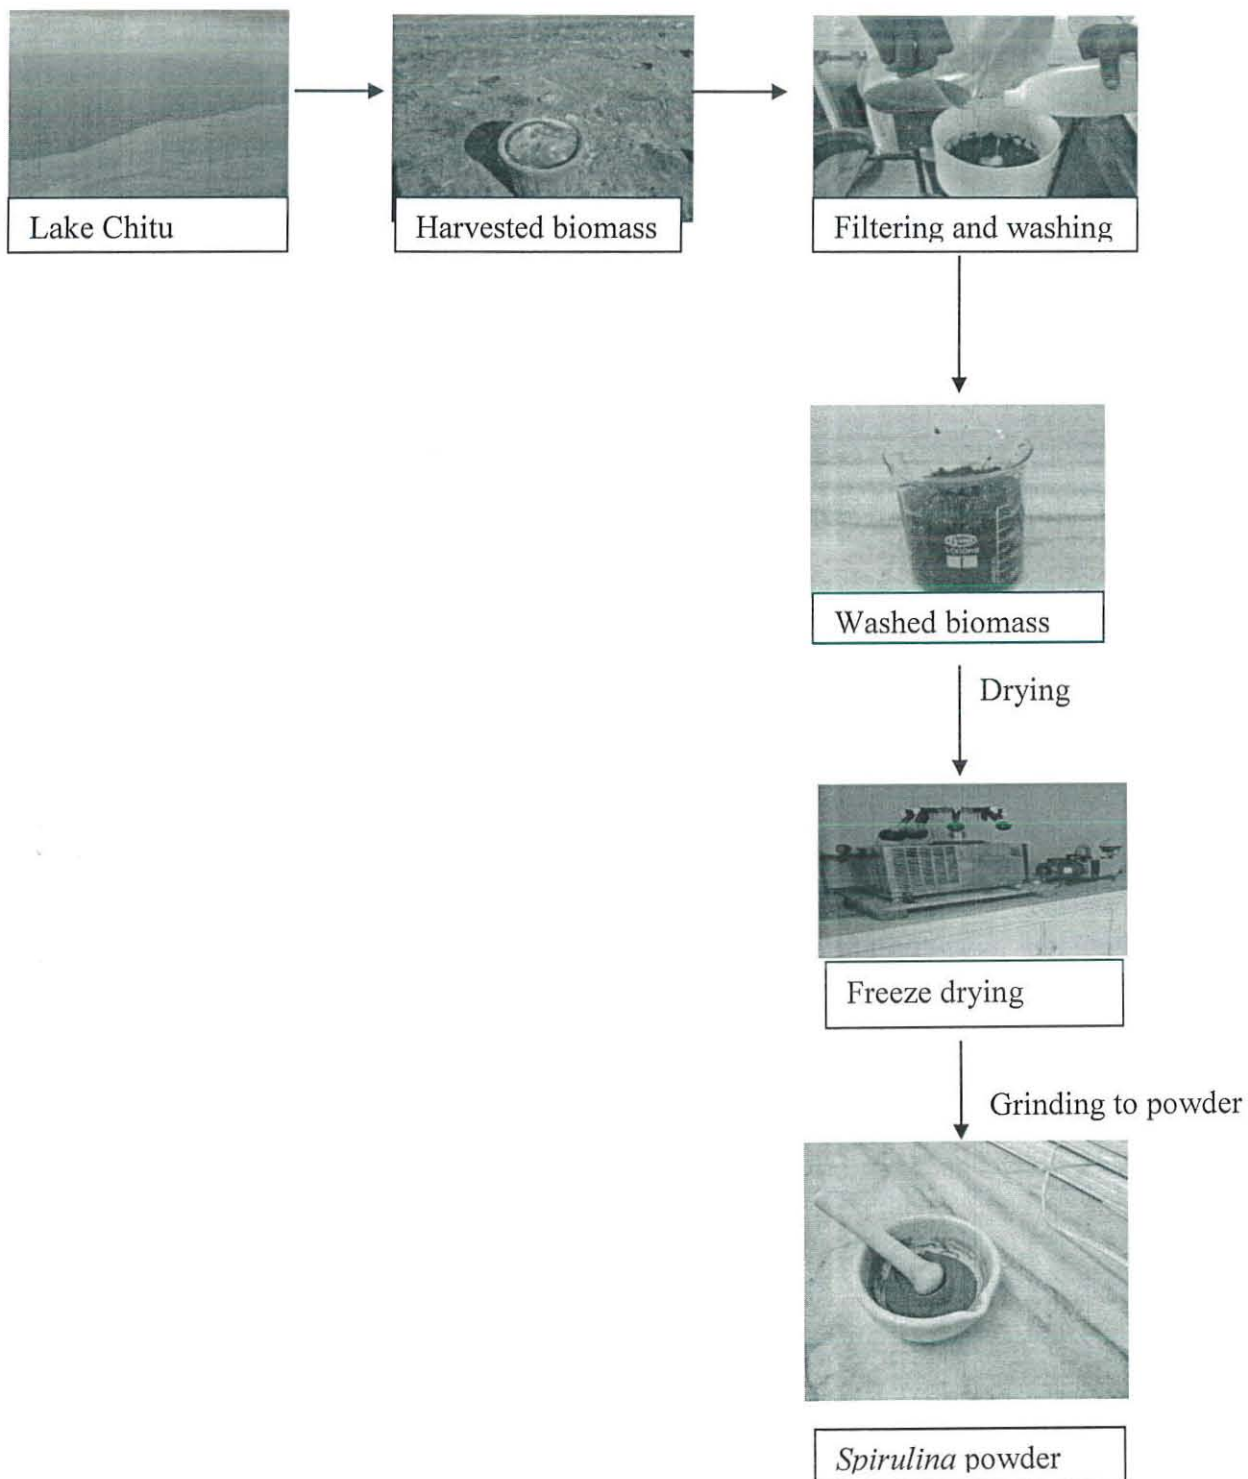 Lake Chitu
Harvested biomass
Filtering and washing
Washed biomass
Drying
Freeze drying
Grinding to powder
Spirulina powder